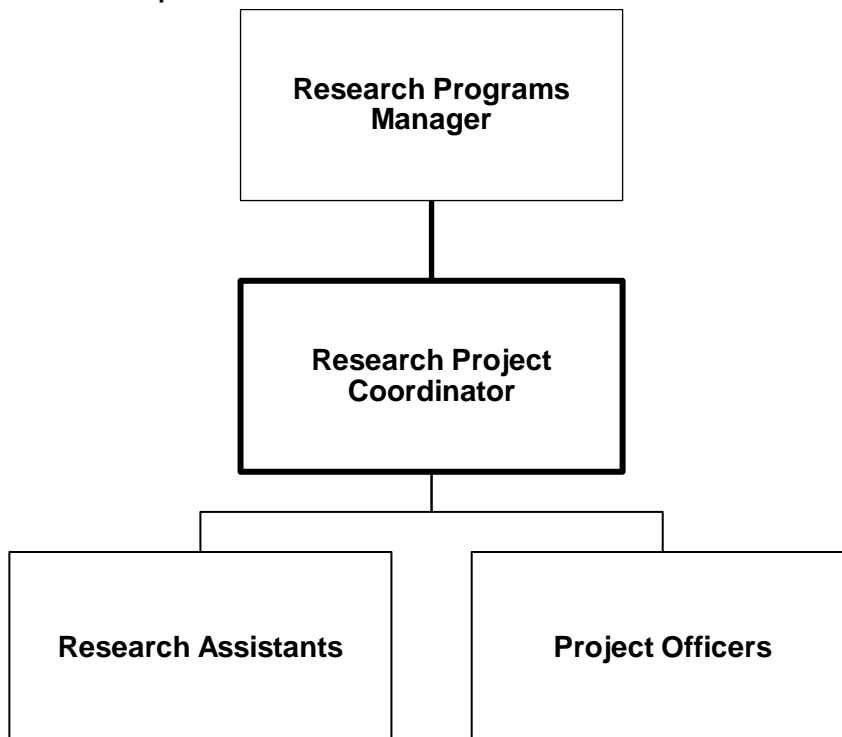 Research Programs
Manager
Research Project
Coordinator
Research Assistants
Project Officers